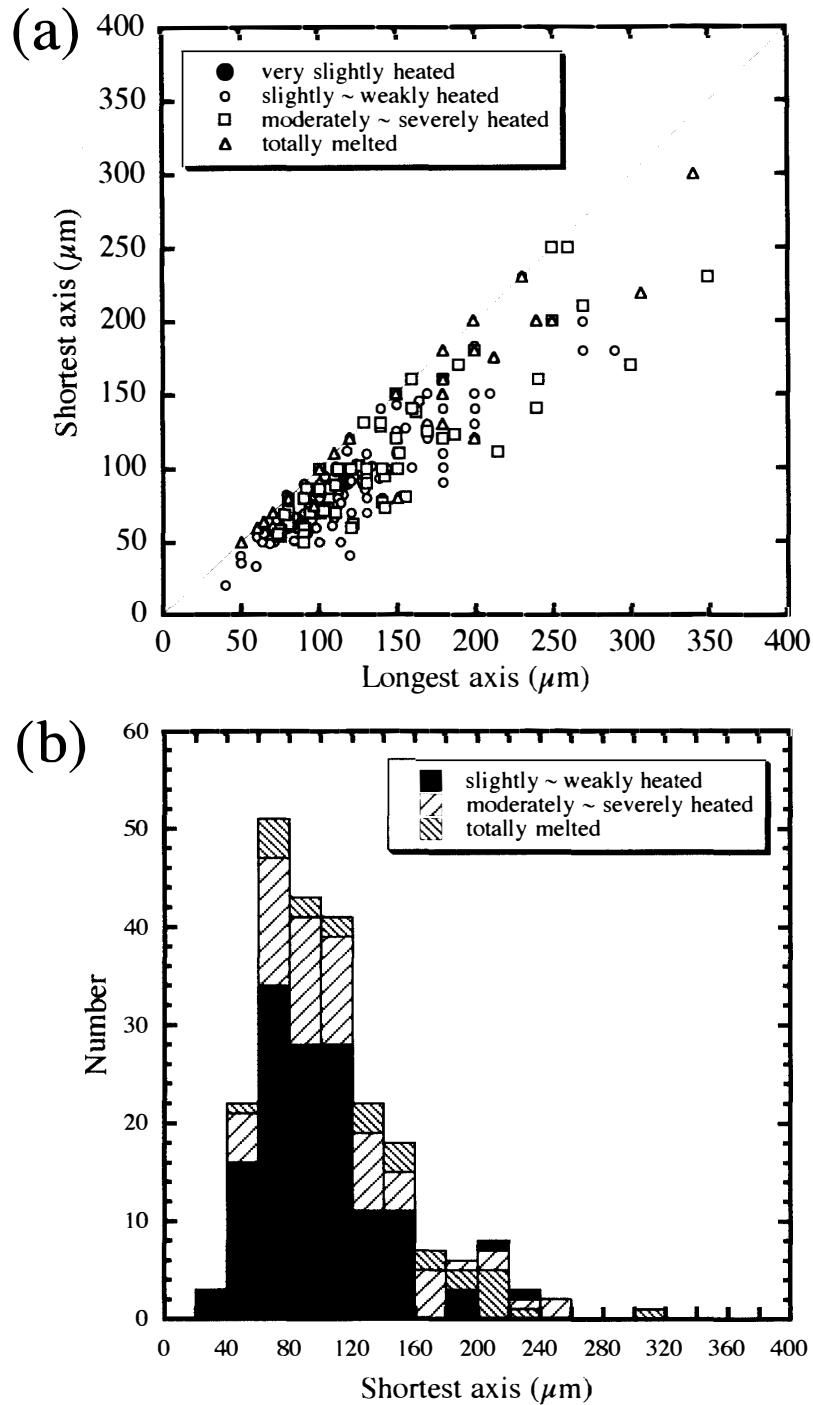 (a)
400
350
300
250
200
150
100
50
0
Shortest axis (μm)
very slightly heated
slightly ~ weakly heated
moderately ~ severely heated
totally melted
0 50 100 150 200 250 300 350 400
Longest axis (μm)
(b)
60
50
40
30
20
10
0
Number
slightly ~ weakly heated
moderately ~ severely heated
totally melted
0 40 80 120 160 200 240 280 320 360 400
Shortest axis (μm)